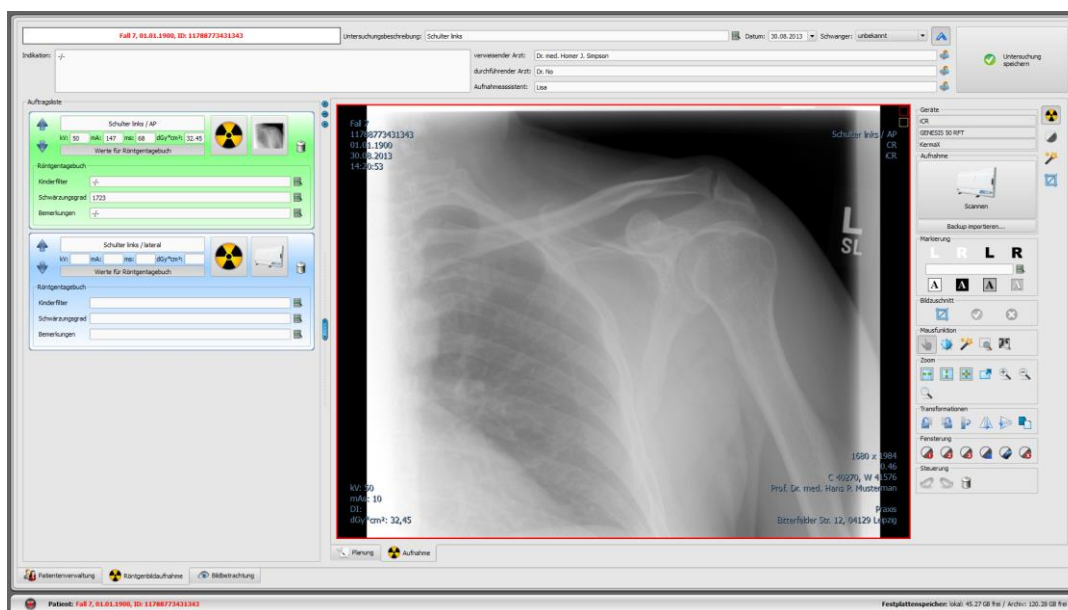 Fall 7, 01.01.1900, ID: 11788773431343
Untersuchungsbeschreibung: Schulter links
Datum: 30.08.2013
Schwanger: unbekannt
Indikation: -/-
verweisender Arzt: Dr. med. Homer J. Simpson
durchführender Arzt: Dr. No
Aufnahmeassistent: Lisa
Untersuchung
speichern
Auftragsliste
Schulter links / AP
kV: 50 mA: 147 ms: 68 dGy*cm²: 32.45
Werte für Röntgentagebuch
Röntgentagebuch
Kinderfilter -/-
Schwärzungsgrad 1723
Bemerkungen -/-
Schulter links / lateral
kV: mA: ms: dGy*cm²:
Werte für Röntgentagebuch
Röntgentagebuch
Kinderfilter
Schwärzungsgrad
Bemerkungen
Fall 7
11788773431343
01.01.1900
30.08.2013
14:20:53
Schulter links / AP
CR
iCR
L
SL
kV: 50
mAs: 10
DI:
dGy*cm²: 32,45
1680 x 1984
0.46
C 40270, W 41576
Prof. Dr. med. Hans P. Mustermann
Praxis
Bitterfelder Str. 12, 04129 Leipzig
Geräte
iCR
GENESIS 50 RFT
KermaX
Aufnahme
Scannen
Backup importieren...
Markierung
L R L R
A A A A
Bildzuschnitt
Mausfunktion
Zoom
Transformationen
Fensterung
Steuerung
Planung
Aufnahme
Patientenverwaltung
Röntgenbildaufnahme
Bildbetrachtung
Patient: Fall 7, 01.01.1900, ID: 11788773431343
Festplattenspeicher: lokal: 45.27 GB frei / Archiv: 120.28 GB frei